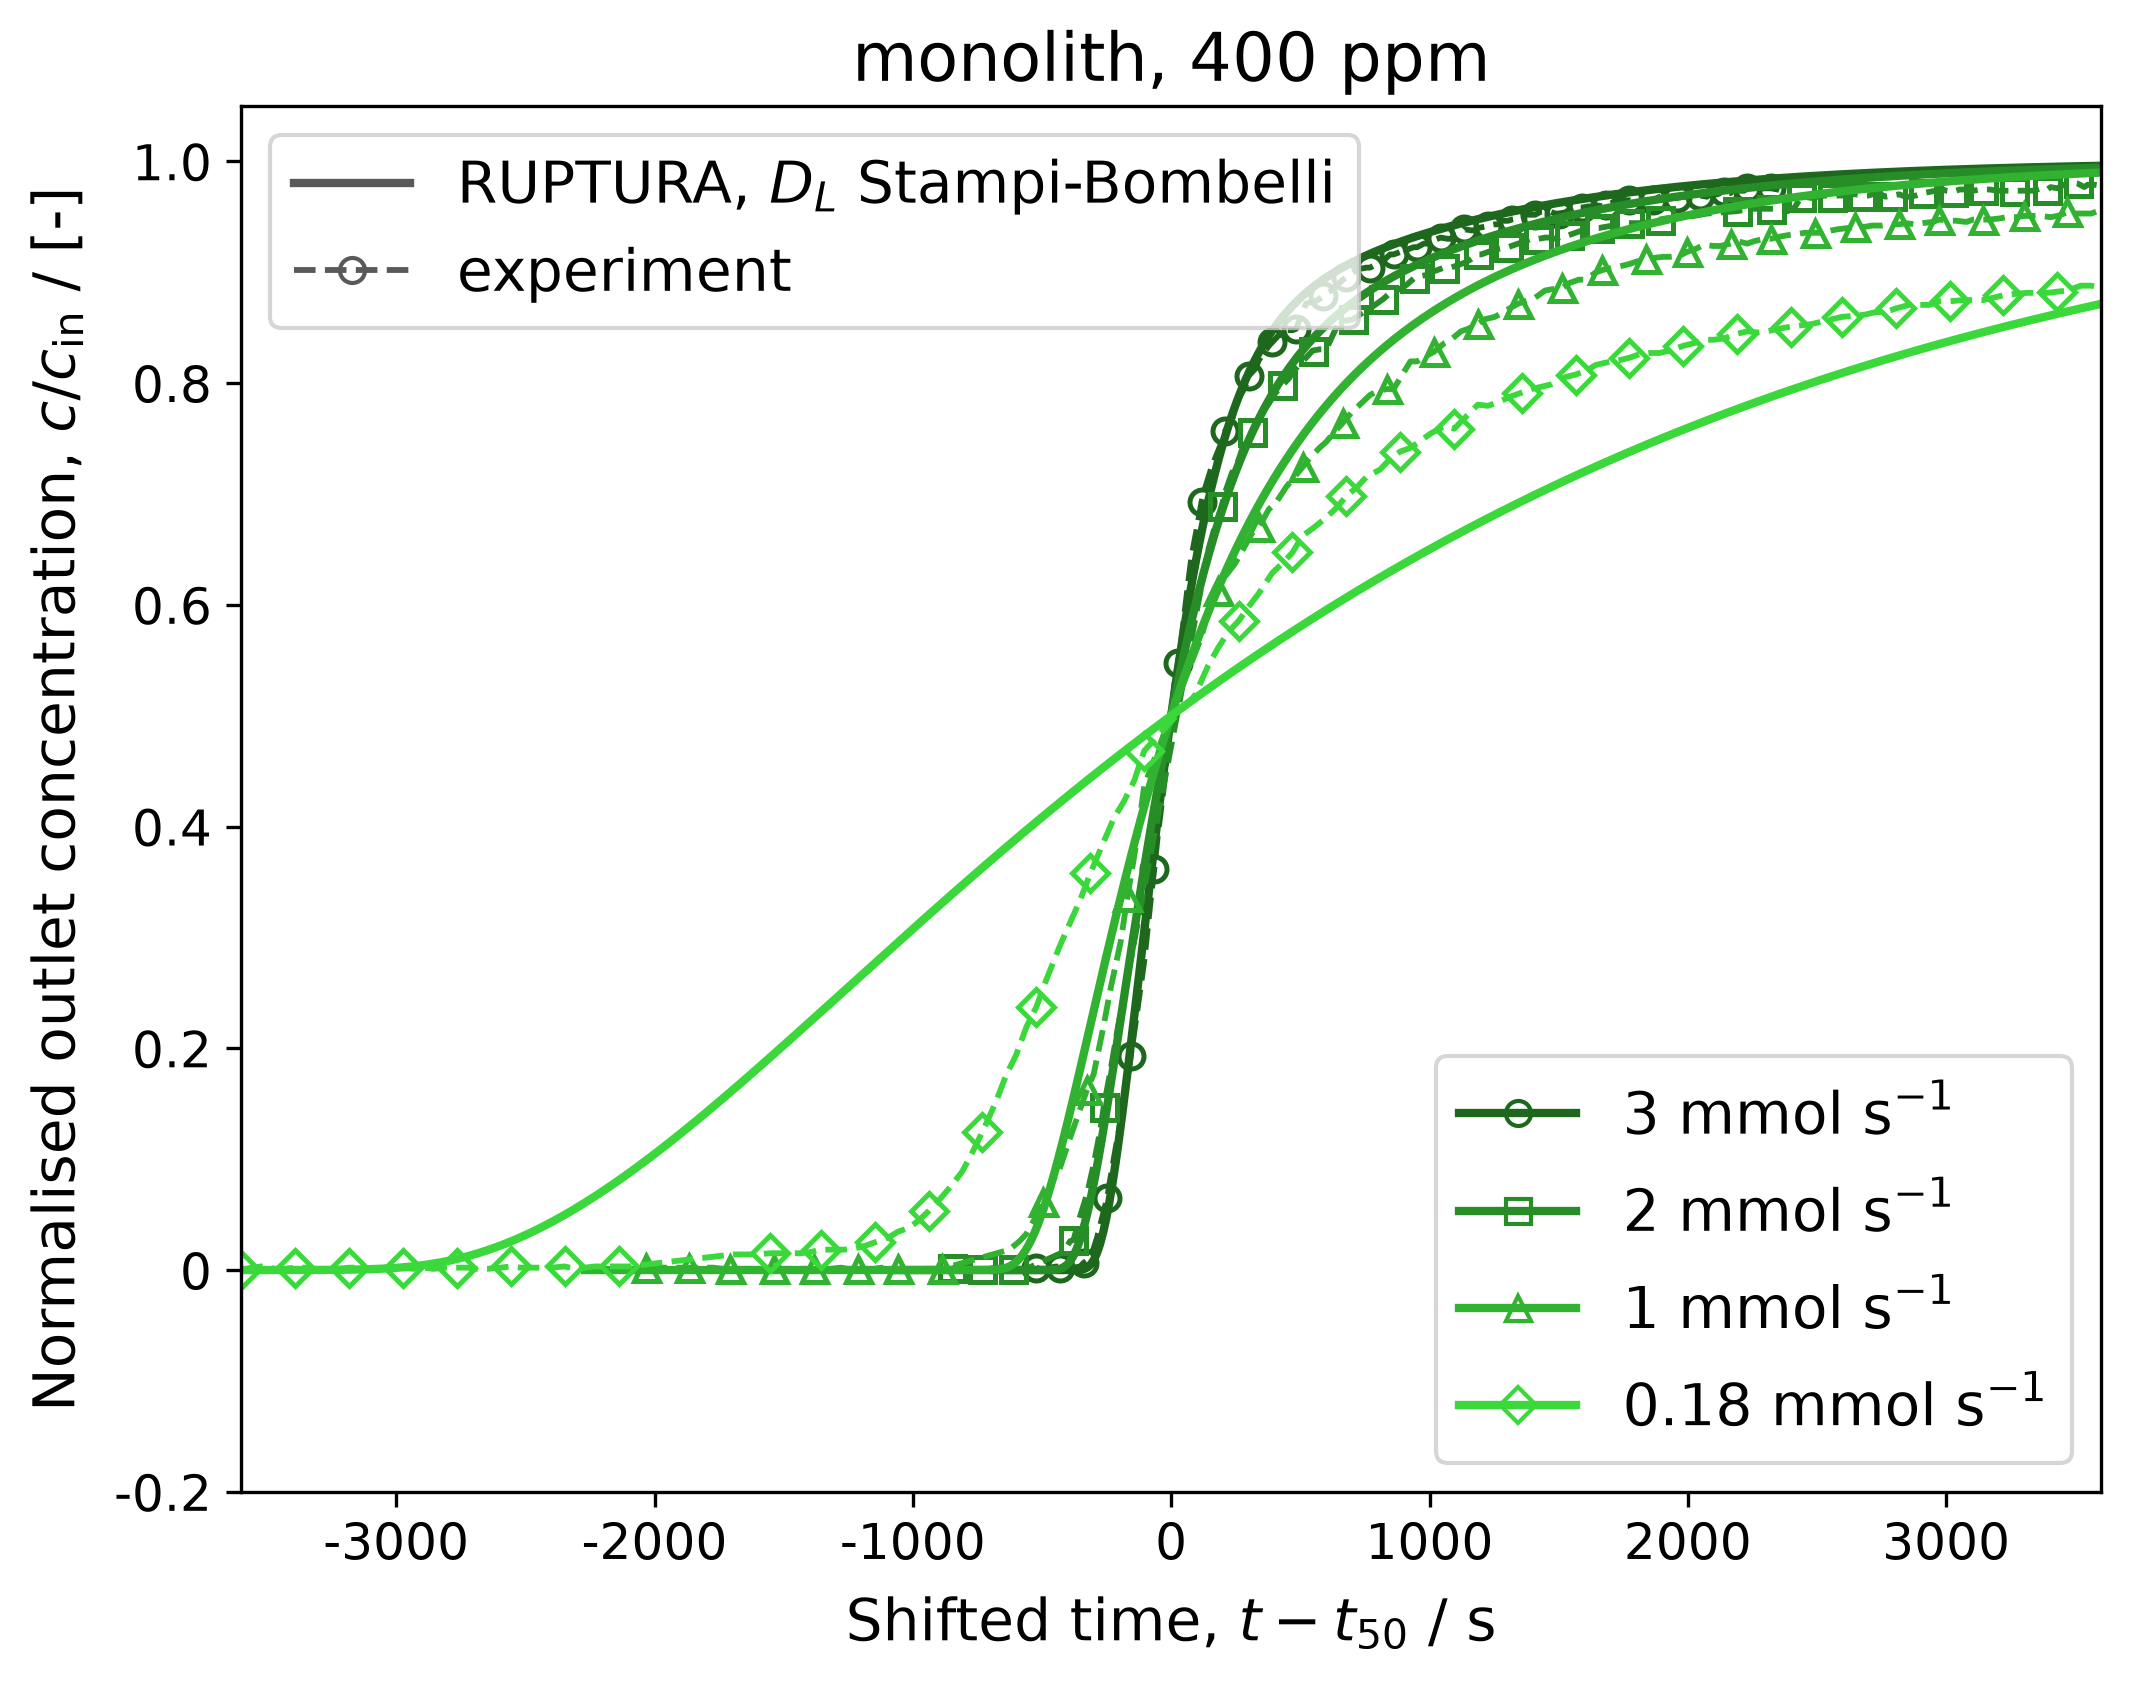 monolith, 400 ppm
RUPTURA, D_L Stampi-Bombelli
experiment
Normalised outlet concentration, c/c_in / [-]
1.0
0.8
0.6
0.4
0.2
0
-0.2
3 mmol s⁻¹
2 mmol s⁻¹
1 mmol s⁻¹
0.18 mmol s⁻¹
-3000 -2000 -1000 0 1000 2000 3000
Shifted time, t − t₅₀ / s